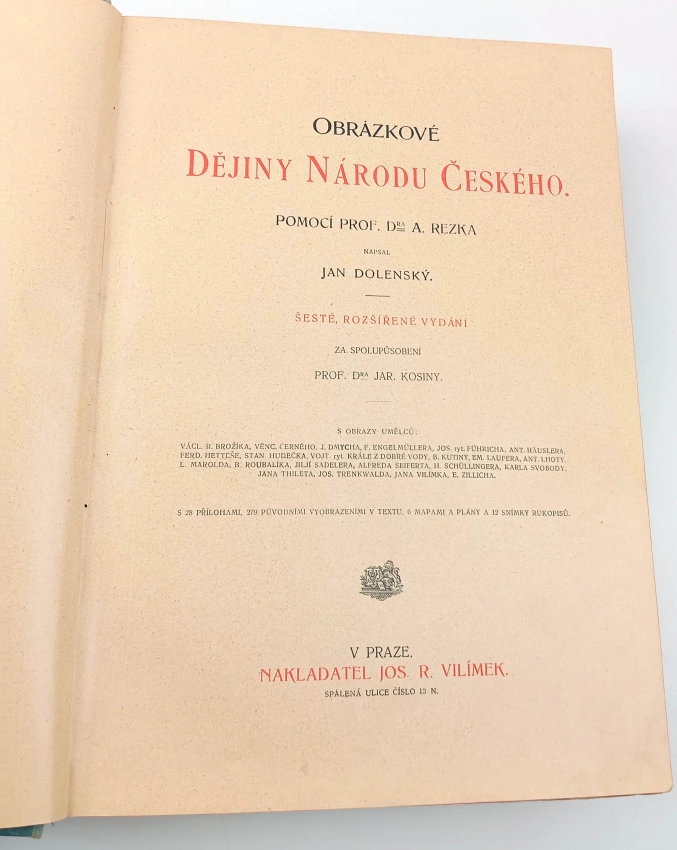 OBRÁZKOVÉ
DĚJINY NÁRODU ČESKÉHO.
POMOCÍ PROF. DRA A. REZKA
NAPSAL
JAN DOLENSKÝ.
ŠESTÉ, ROZŠÍŘENÉ VYDÁNÍ
ZA SPOLUPŮSOBENÍ
PROF. DRA JAR. KOSINY.
S OBRAZY UMĚLCŮ:
VÁCL. BROŽÍKA, VĚNC. ČERNÉHO, J. DMYCHA, F. ENGELMÜLLERA, JOS. ryt. FÜHRICHA, ANT. HÄUSLERA,
FERD. HETTEŠE, STAN. HUDEČKA, VOJT. ryt. KRÁLE Z DOBRÉ VODY, B. KUTINY, EM. LAUFERA, ANT. LHOTY,
L. MAROLDA, B. ROUBALÍKA, JILJÍ SADELERA, ALFREDA SEIFERTA, H. SCHÜLLINGERA, KARLA SVOBODY,
JANA THILETA, JOS. TRENKWALDA, JANA VILÍMKA, E. ZILLICHA.
S 28 PŘÍLOHAMI, 279 PŮVODNÍMI VYOBRAZENÍMI V TEXTU, 6 MAPAMI A PLÁNY A 12 SNÍMKY RUKOPISŮ.
V PRAZE.
NAKLADATEL JOS. R. VILÍMEK.
SPÁLENÁ ULICE ČÍSLO 13 N.